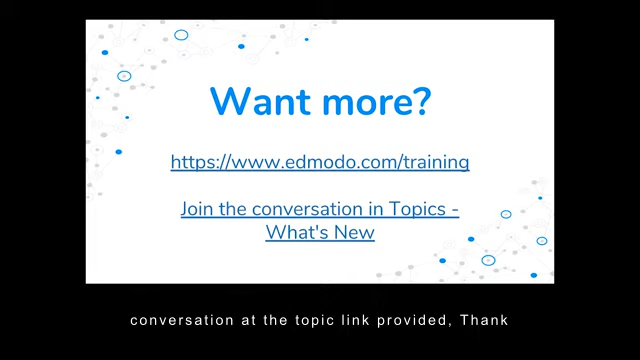 Want more?
https://www.edmodo.com/training
Join the conversation in Topics -
What's New
conversation at the topic link provided, Thank